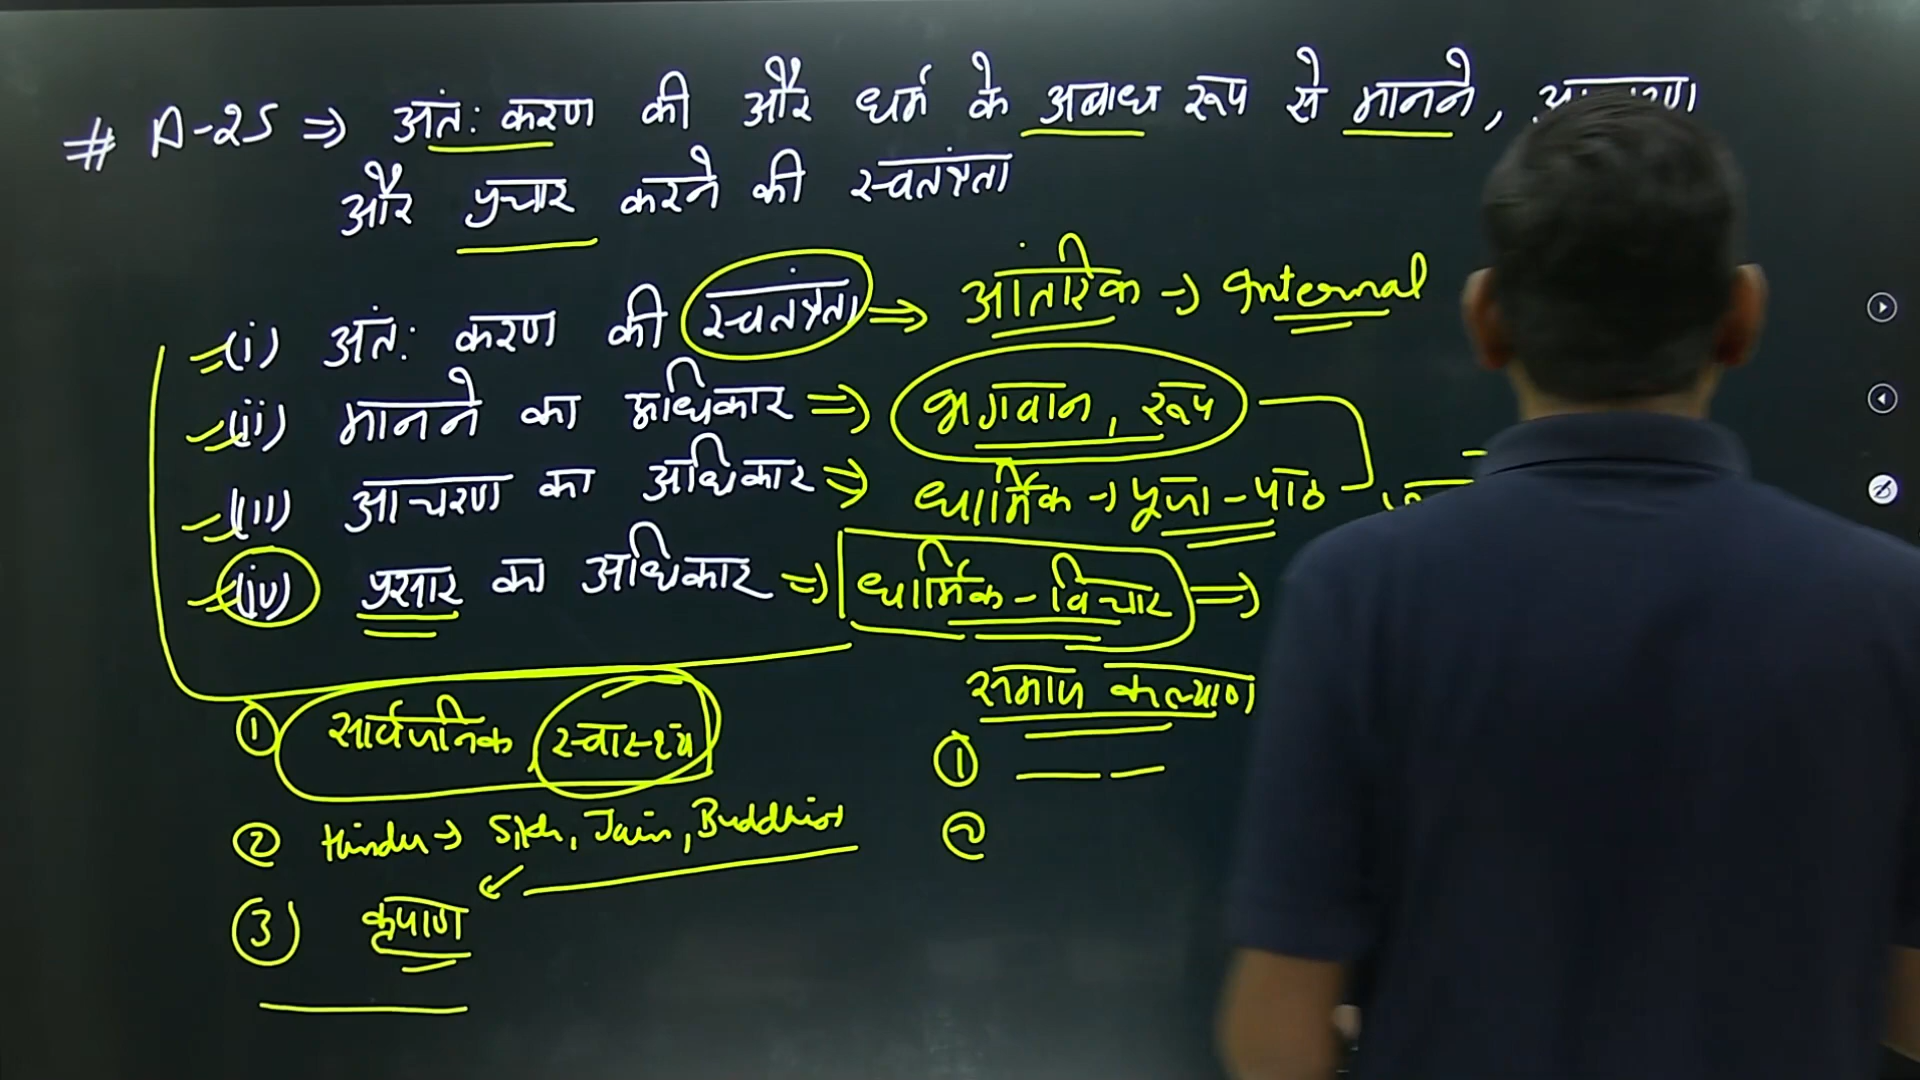 # A-25 ⇒ अंतः करण की और धर्म के अबाध रूप से मानने,
और प्रचार करने की स्वतंत्रता
(i) अंतः करण की स्वतंत्रता ⇒ आंतरिक → Internal
(ii) मानने का अधिकार ⇒ भगवान, रूप
(iii) आचरण का अधिकार ⇒ धार्मिक → पूजा-पाठ
(iv) प्रसार का अधिकार ⇒ धार्मिक-विचार ⇒
① सार्वजनिक स्वास्थ्य
② Hindu → Sikh, Jain, Buddhist
③ कृपाण
समाज कल्याण
①
②